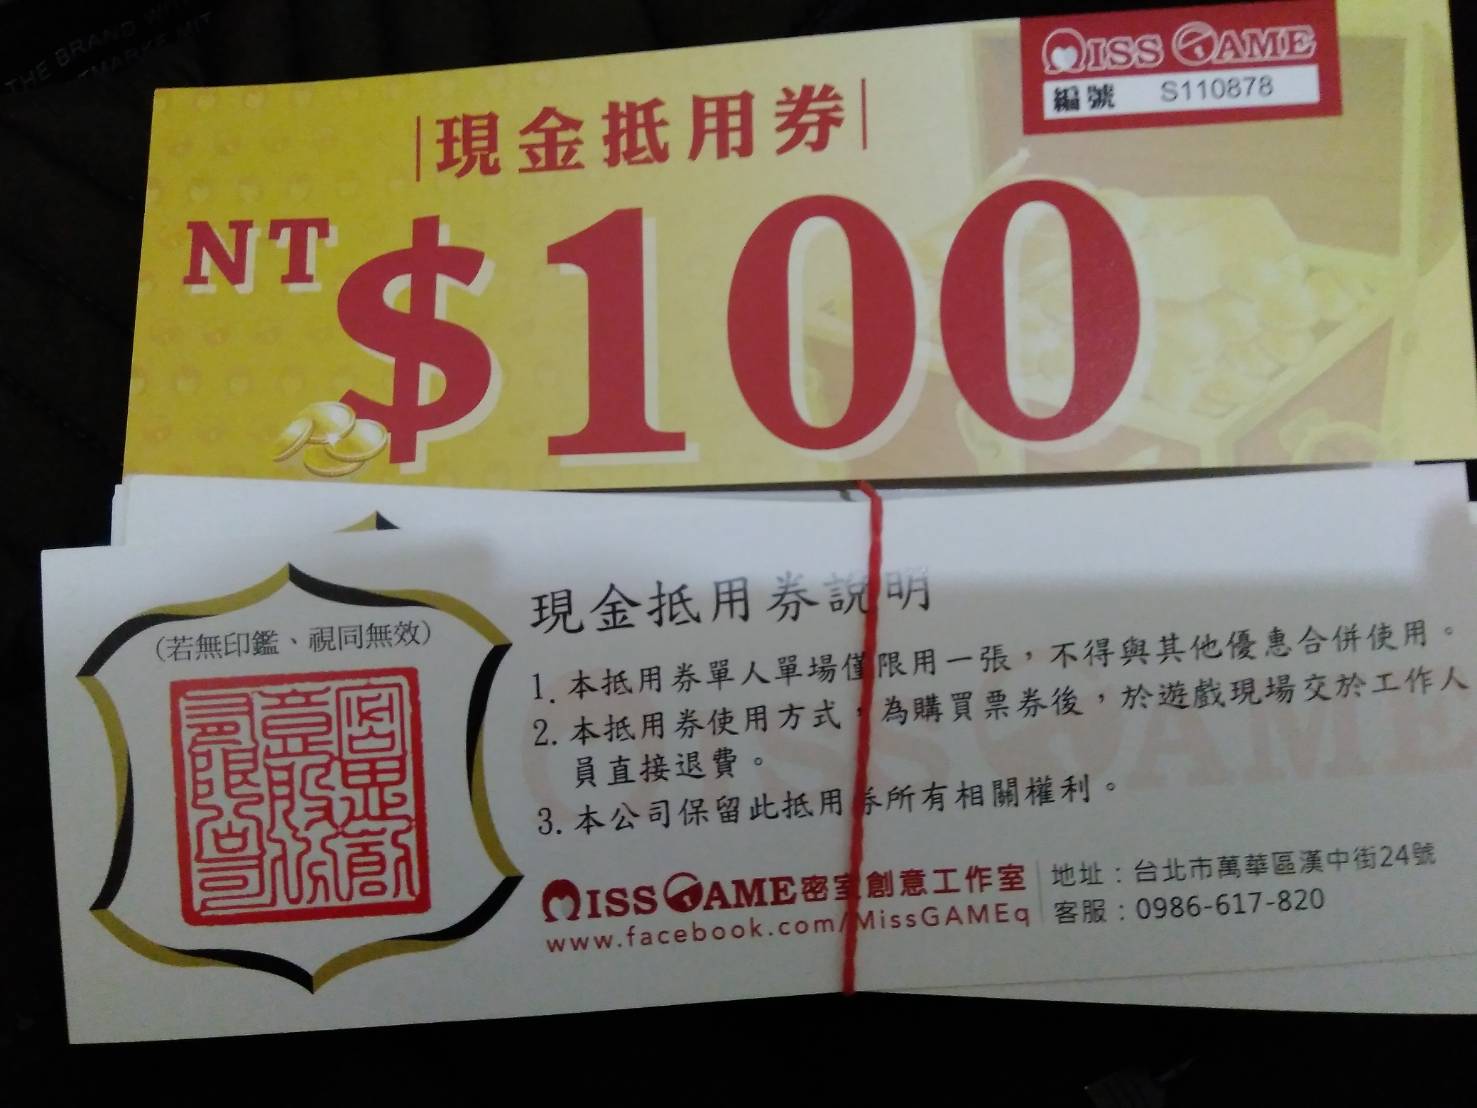 THE BRAND W
MISS GAME
編號 S110878
現金抵用券
NT$100
現金抵用券說明
(若無印鑑、視同無效)
1. 本抵用券單人單場僅限用一張，不得與其他優惠合併使用。
2. 本抵用券使用方式，為購買票券後，於遊戲現場交於工作人
員直接退費。
3. 本公司保留此抵用券所有相關權利。
MISS GAME 密室創意工作室
www.facebook.com/MissGAMEq
地址：台北市萬華區漢中街24號
客服：0986-617-820